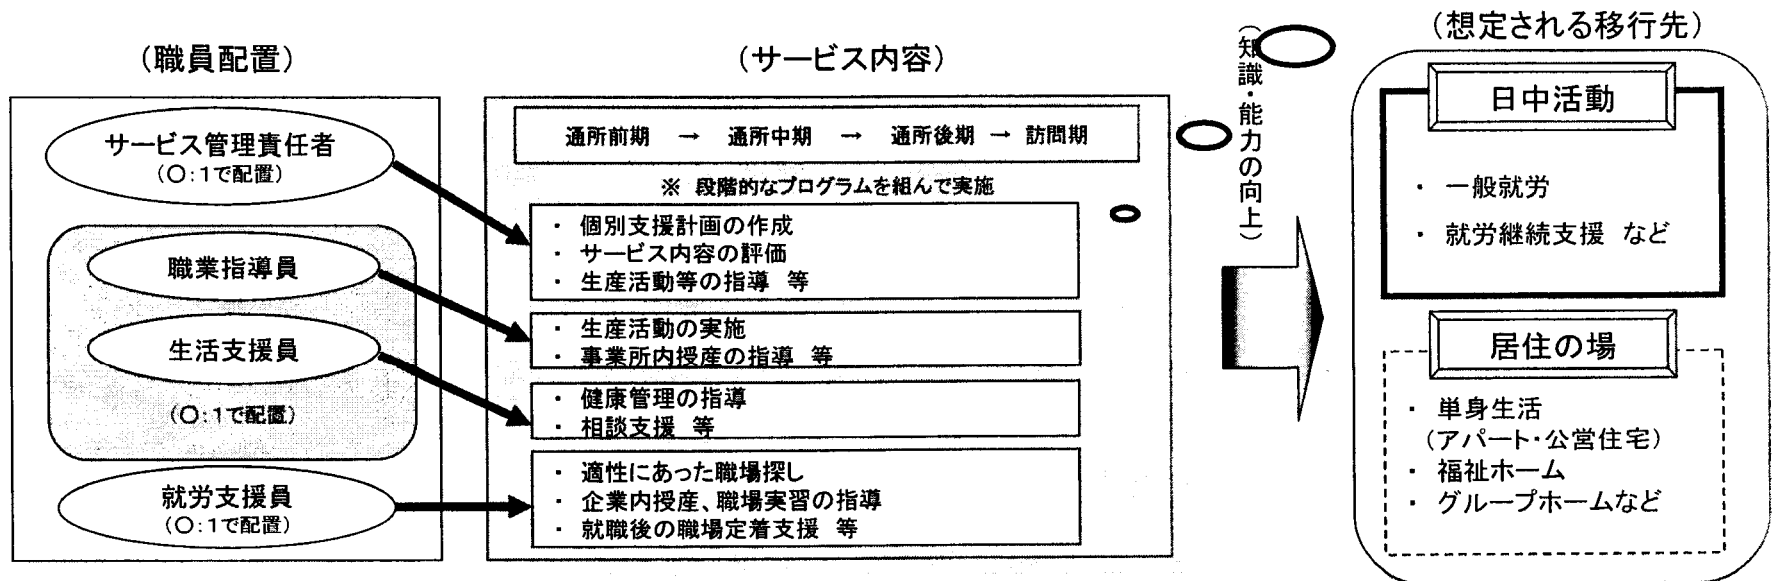 (職員配置)
サービス管理責任者
(〇:1で配置)
職業指導員
生活支援員
(〇:1で配置)
就労支援員
(〇:1で配置)
(サービス内容)
通所前期 → 通所中期 → 通所後期 → 訪問期
※ 段階的なプログラムを組んで実施
・ 個別支援計画の作成
・ サービス内容の評価
・ 生産活動等の指導 等
・ 生産活動の実施
・ 事業所内授産の指導 等
・ 健康管理の指導
・ 相談支援 等
・ 適性にあった職場探し
・ 企業内授産、職場実習の指導
・ 就職後の職場定着支援 等
(知識・能力の向上)
(想定される移行先)
日中活動
・ 一般就労
・ 就労継続支援 など
居住の場
・ 単身生活
(アパート・公営住宅)
・ 福祉ホーム
・ グループホームなど